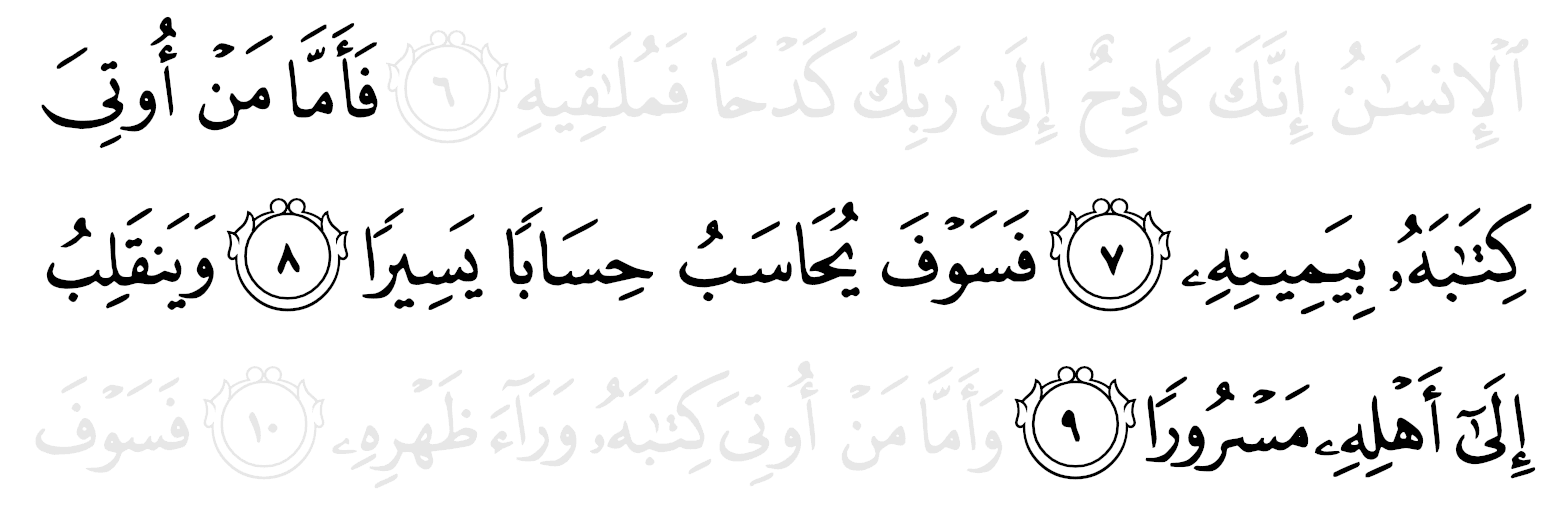 ٱلۡإِنسَٰنُ إِنَّكَ كَادِحٌ إِلَىٰ رَبِّكَ كَدۡحٗا فَمُلَٰقِيهِ ٦ فَأَمَّا مَنۡ أُوتِيَ
كِتَٰبَهُۥ بِيَمِينِهِۦ ٧ فَسَوۡفَ يُحَاسَبُ حِسَابٗا يَسِيرٗا ٨ وَيَنقَلِبُ
إِلَىٰٓ أَهۡلِهِۦ مَسۡرُورٗا ٩ وَأَمَّا مَنۡ أُوتِيَ كِتَٰبَهُۥ وَرَآءَ ظَهۡرِهِۦ ١٠ فَسَوۡفَ